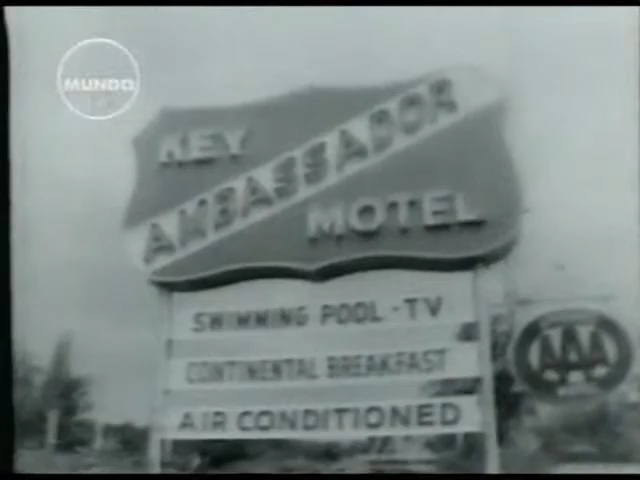 MUNDO
KEY
AMBASSADOR
MOTEL
SWIMMING POOL - TV
CONTINENTAL BREAKFAST
AIR CONDITIONED
AAA